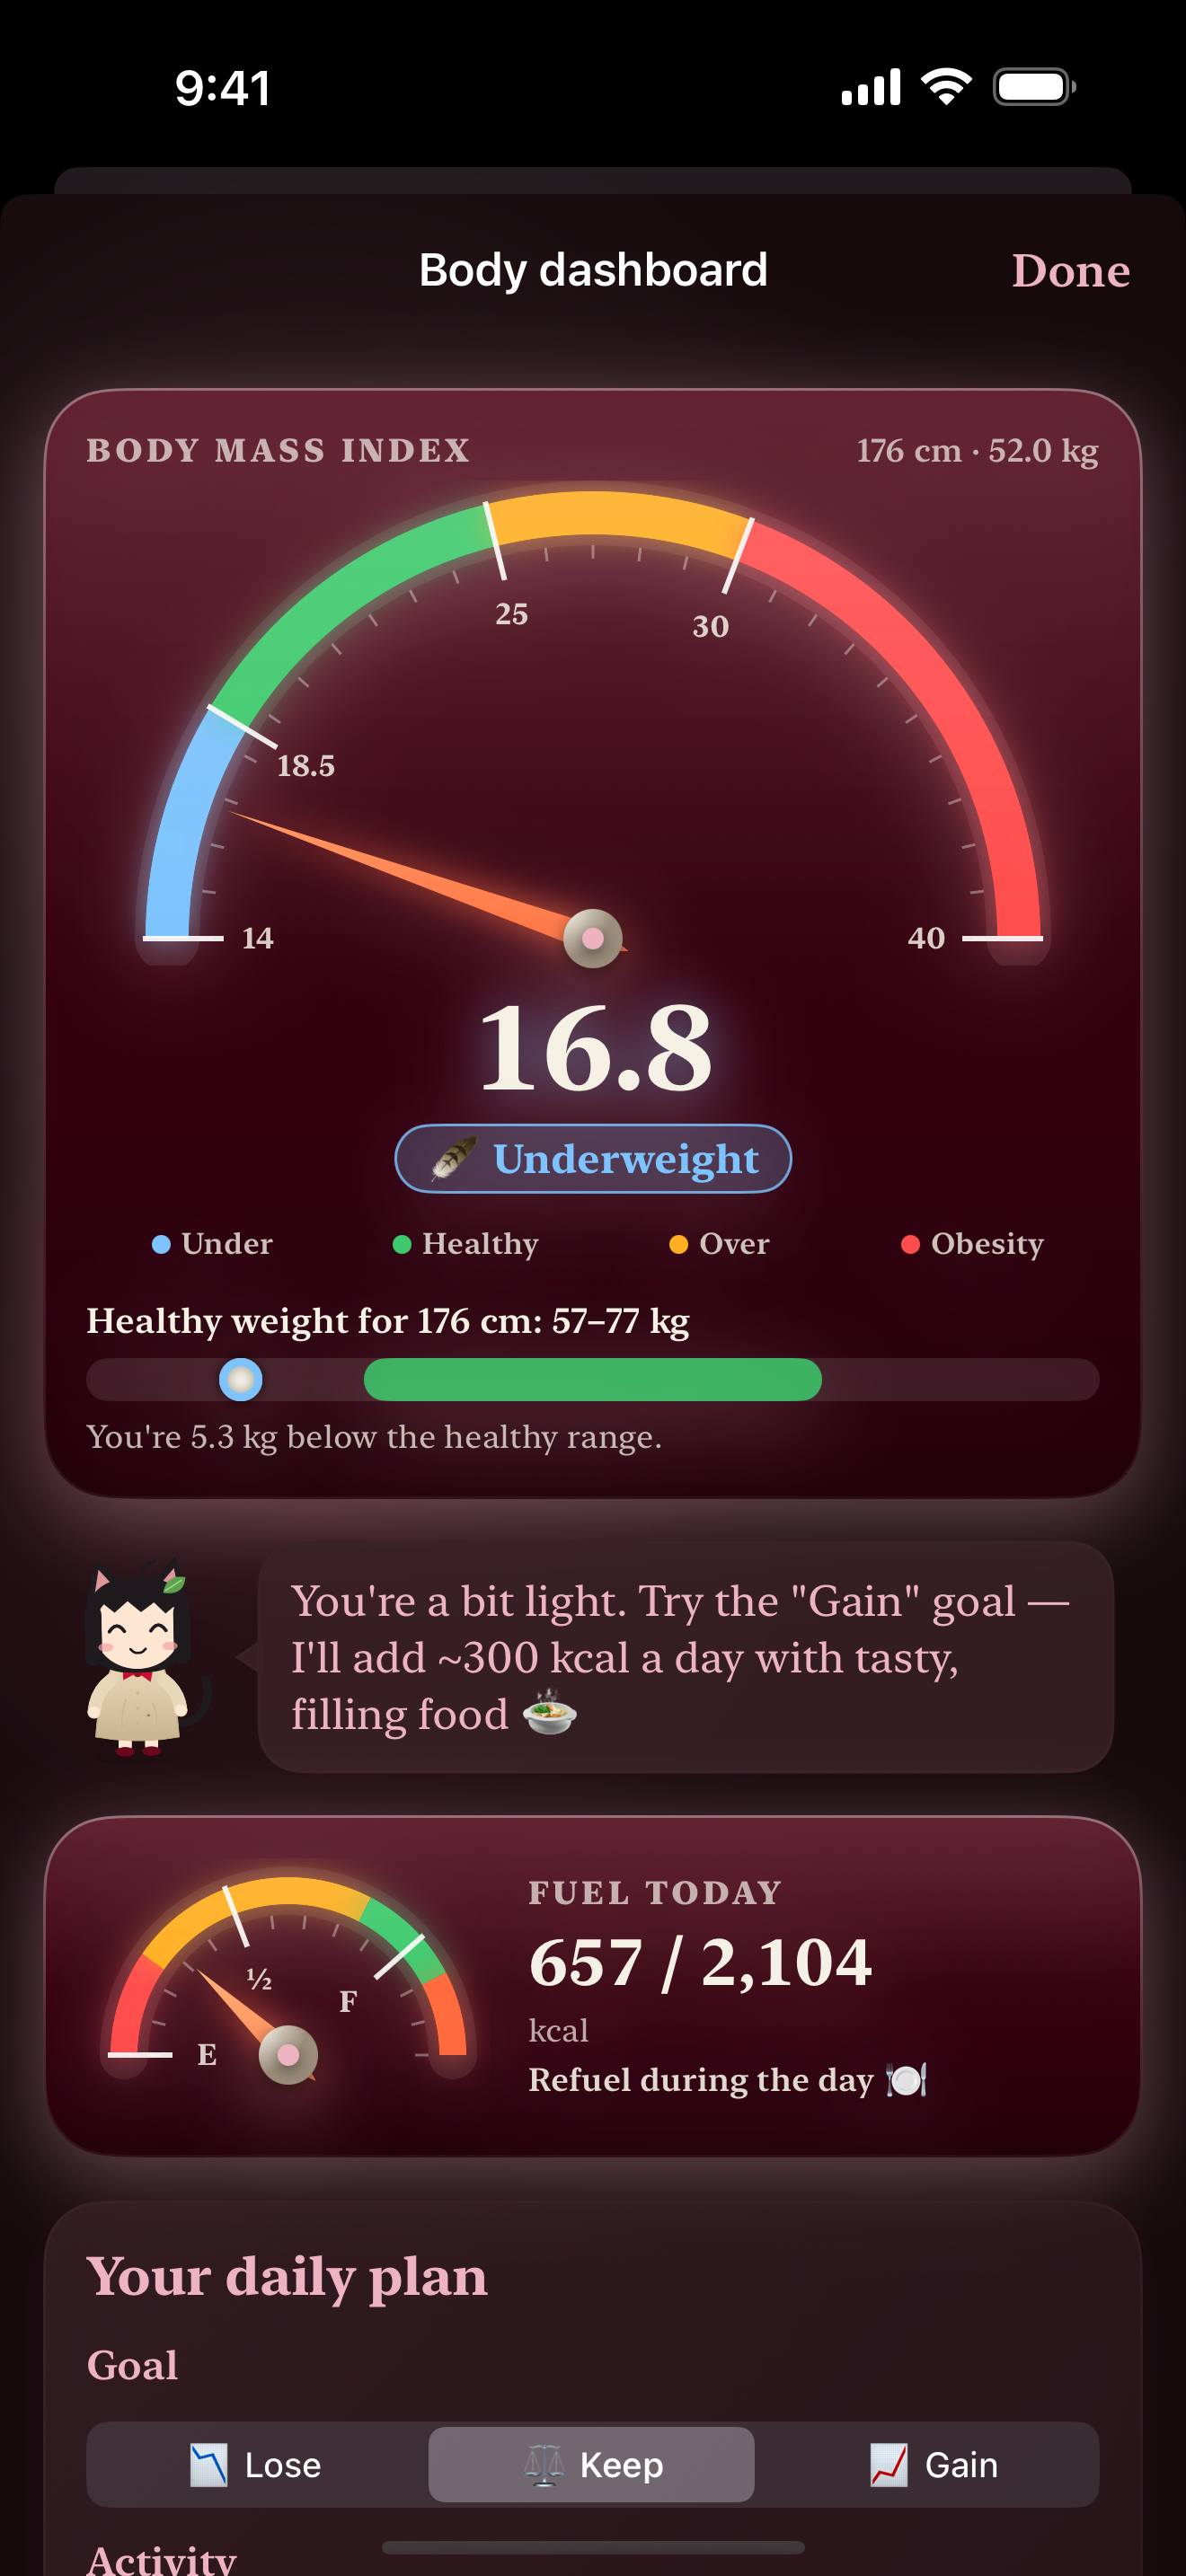 9:41
Body dashboard
Done
BODY MASS INDEX
176 cm · 52.0 kg
25
30
18.5
14
40
16.8
🪶 Underweight
Under
Healthy
Over
Obesity
Healthy weight for 176 cm: 57–77 kg
You're 5.3 kg below the healthy range.
You're a bit light. Try the "Gain" goal —
I'll add ~300 kcal a day with tasty,
filling food 🍲
½
F
E
FUEL TODAY
657 / 2,104
kcal
Refuel during the day 🍽️
Your daily plan
Goal
📉 Lose
⚖️ Keep
📈 Gain
Activity